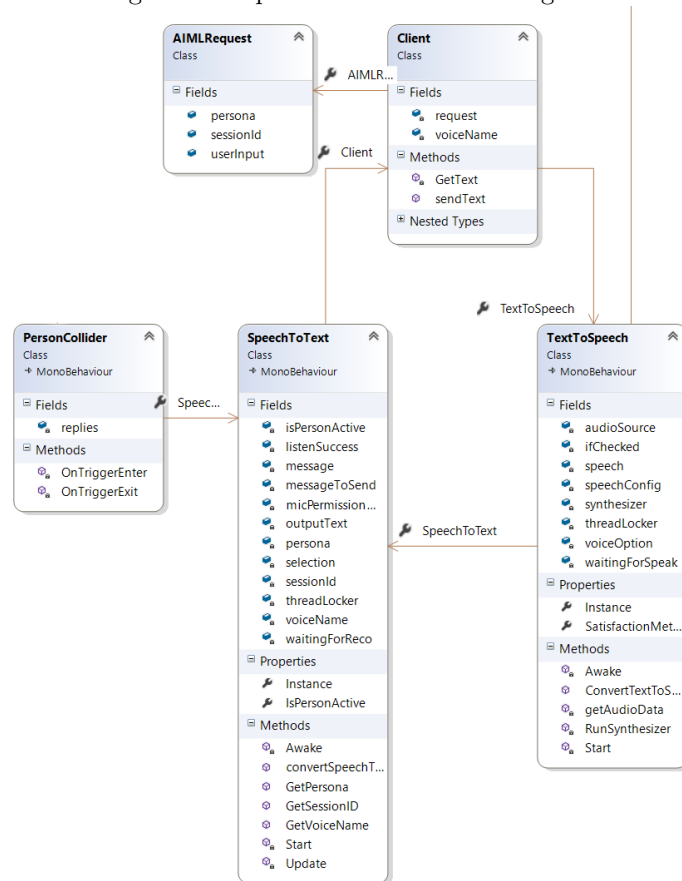 AIMLRequest
Class
Fields
persona
sessionId
userInput
AIMLR...
Client
Client
Class
Fields
request
voiceName
Methods
GetText
sendText
Nested Types
TextToSpeech
PersonCollider
Class
MonoBehaviour
Fields
replies
Methods
OnTriggerEnter
OnTriggerExit
Speec...
SpeechToText
Class
MonoBehaviour
Fields
isPersonActive
listenSuccess
message
messageToSend
micPermission...
outputText
persona
selection
sessionId
threadLocker
voiceName
waitingForReco
Properties
Instance
IsPersonActive
Methods
Awake
convertSpeechT...
GetPersona
GetSessionID
GetVoiceName
Start
Update
SpeechToText
TextToSpeech
Class
MonoBehaviour
Fields
audioSource
ifChecked
speech
speechConfig
synthesizer
threadLocker
voiceOption
waitingForSpeak
Properties
Instance
SatisfactionMet...
Methods
Awake
ConvertTextToS...
getAudioData
RunSynthesizer
Start